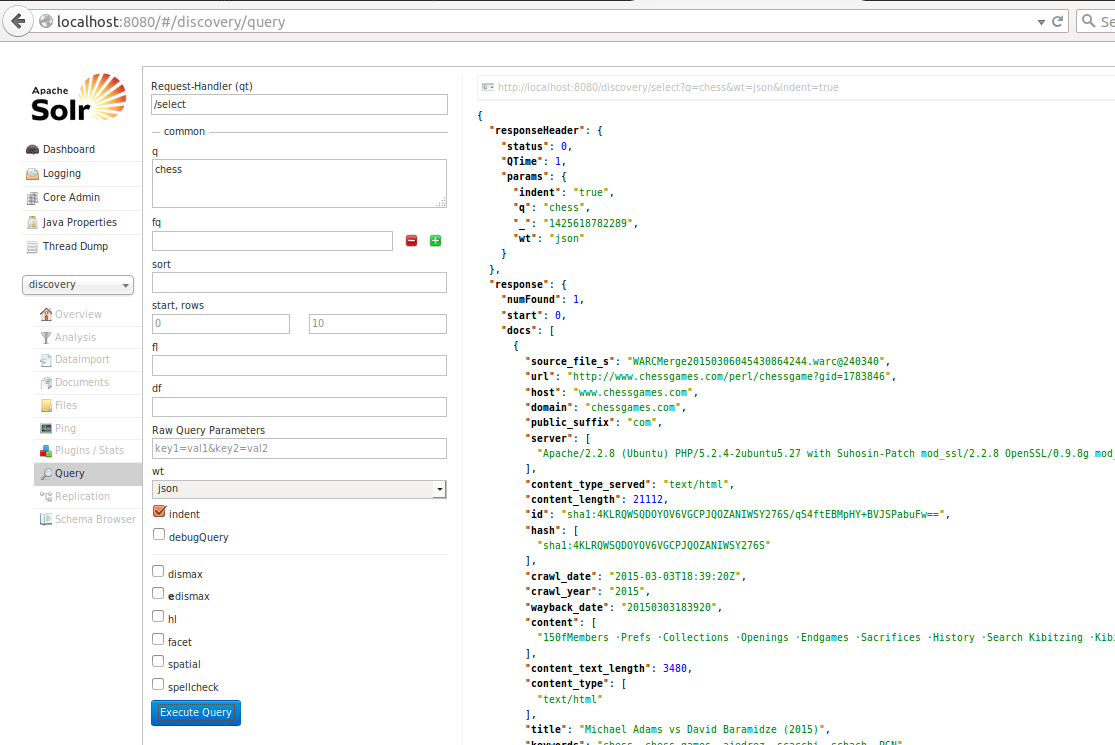 localhost:8080/#/discovery/query
Se
Apache
Solr
Dashboard
Logging
Core Admin
Java Properties
Thread Dump
discovery
Overview
Analysis
Dataimport
Documents
Files
Ping
Plugins / Stats
Query
Replication
Schema Browser
Request-Handler (qt)
/select
common
q
chess
fq
sort
start, rows
0
10
fl
df
Raw Query Parameters
key1=val1&key2=val2
wt
json
indent
debugQuery
dismax
edismax
hl
facet
spatial
spellcheck
Execute Query
http://localhost:8080/discovery/select?q=chess&wt=json&indent=true
{
"responseHeader": {
"status": 0,
"QTime": 1,
"params": {
"indent": "true",
"q": "chess",
"_": "1425618782289",
"wt": "json"
}
},
"response": {
"numFound": 1,
"start": 0,
"docs": [
{
"source_file_s": "WARCMerge20150306045430864244.warc@240340",
"url": "http://www.chessgames.com/perl/chessgame?gid=1783846",
"host": "www.chessgames.com",
"domain": "chessgames.com",
"public_suffix": "com",
"server": [
"Apache/2.2.8 (Ubuntu) PHP/5.2.4-2ubuntu5.27 with Suhosin-Patch mod_ssl/2.2.8 OpenSSL/0.9.8g mod_
],
"content_type_served": "text/html",
"content_length": 21112,
"id": "sha1:4KLRQWSQDOYOV6VGCPJQOZANIWSY276S/qS4ftEBMpHY+BVJSPabuFw==",
"hash": [
"sha1:4KLRQWSQDOYOV6VGCPJQOZANIWSY276S"
],
"crawl_date": "2015-03-03T18:39:20Z",
"crawl_year": "2015",
"wayback_date": "20150303183920",
"content": [
"150fMembers ·Prefs ·Collections ·Openings ·Endgames ·Sacrifices ·History ·Search Kibitzing ·Kibi
],
"content_text_length": 3480,
"content_type": [
"text/html"
],
"title": "Michael Adams vs David Baramidze (2015)",
"keywords": "chess, chess games, ajedrez, scacchi, schach, PGN",